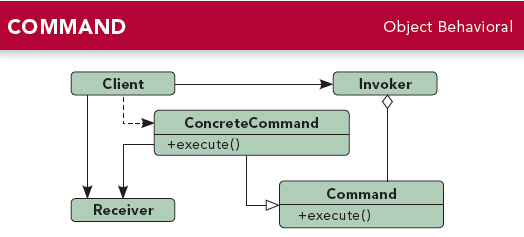 COMMAND
Object Behavioral
Client
Invoker
ConcreteCommand
+execute()
Command
+execute()
Receiver